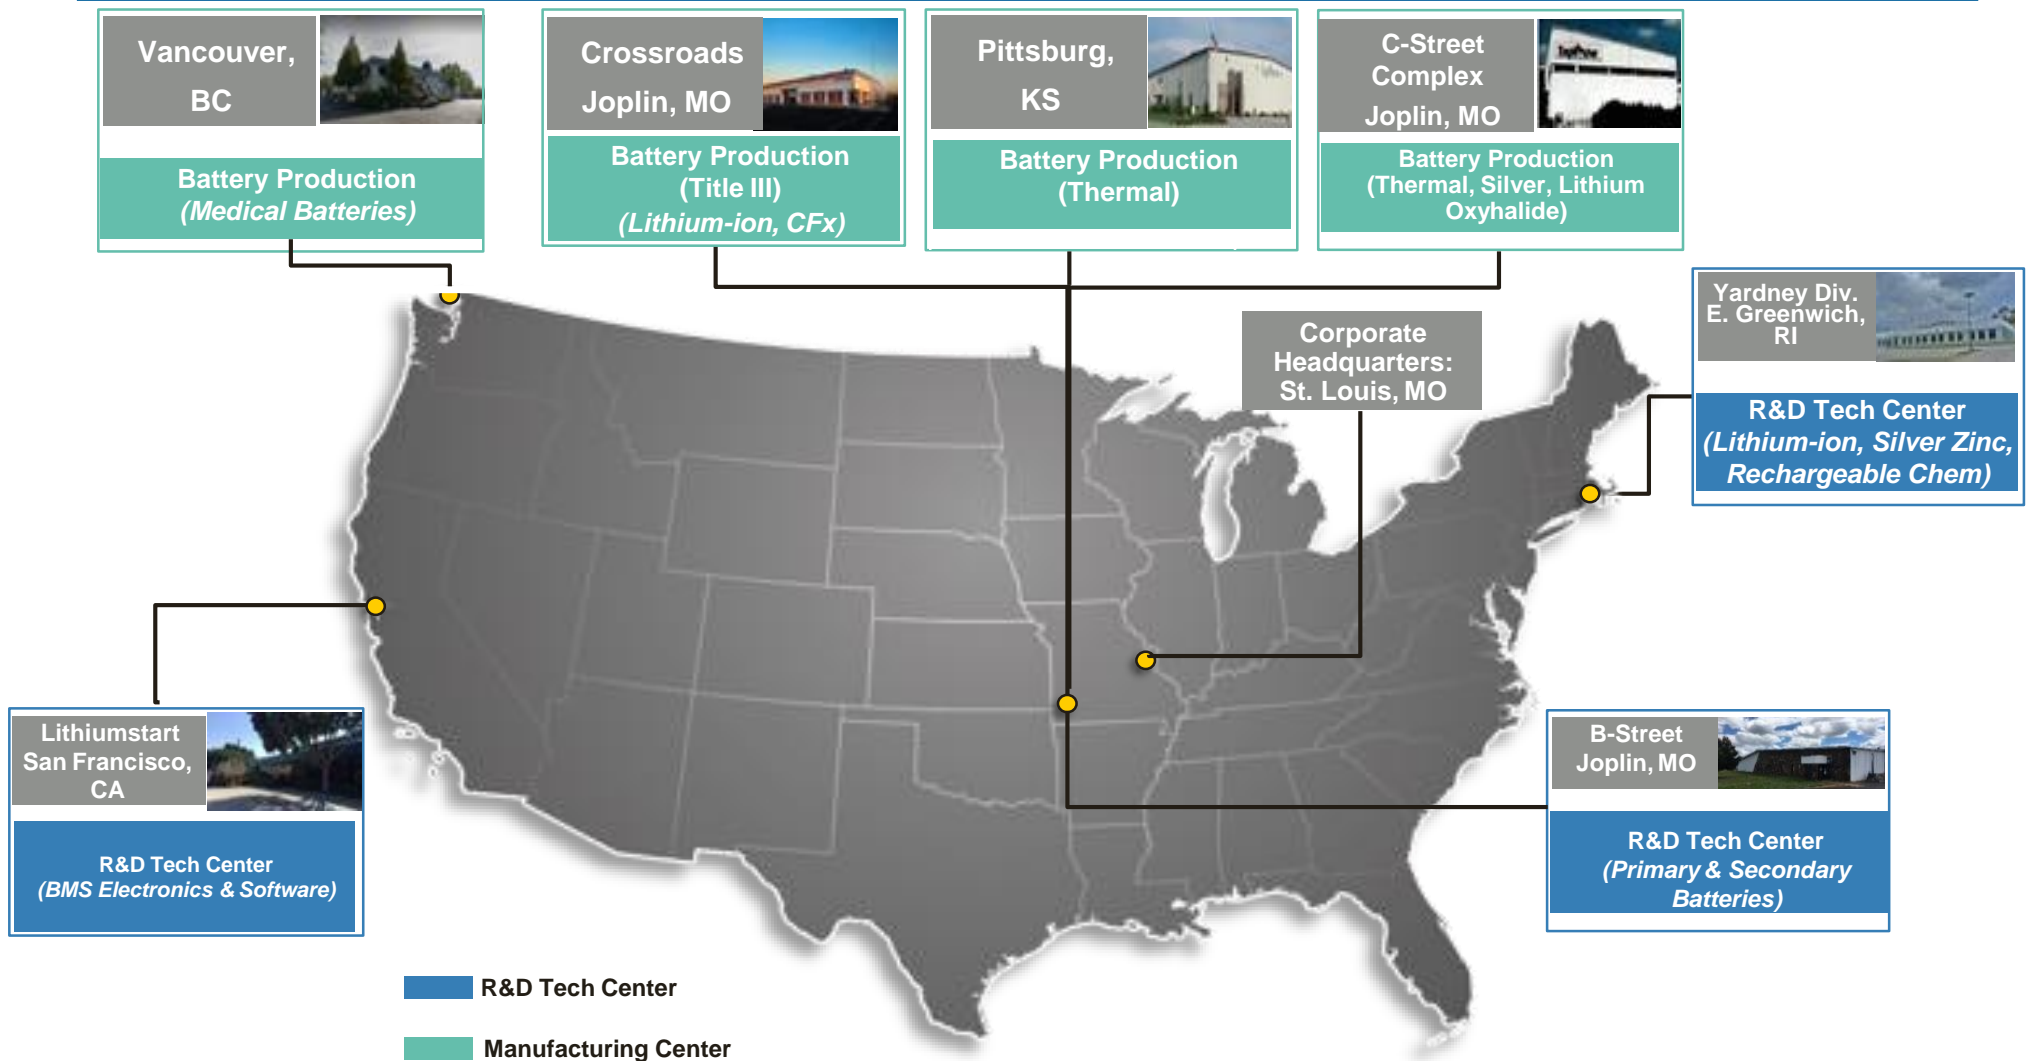 Vancouver,
BC
Battery Production
(Medical Batteries)
Crossroads
Joplin, MO
Battery Production
(Title III)
(Lithium-ion, CFx)
Pittsburg,
KS
Battery Production
(Thermal)
C-Street
Complex
Joplin, MO
Battery Production
(Thermal, Silver, Lithium
Oxyhalide)
Yardney Div.
E. Greenwich,
RI
R&D Tech Center
(Lithium-ion, Silver Zinc,
Rechargeable Chem)
Corporate
Headquarters:
St. Louis, MO
Lithiumstart
San Francisco,
CA
R&D Tech Center
(BMS Electronics & Software)
B-Street
Joplin, MO
R&D Tech Center
(Primary & Secondary
Batteries)
R&D Tech Center
Manufacturing Center